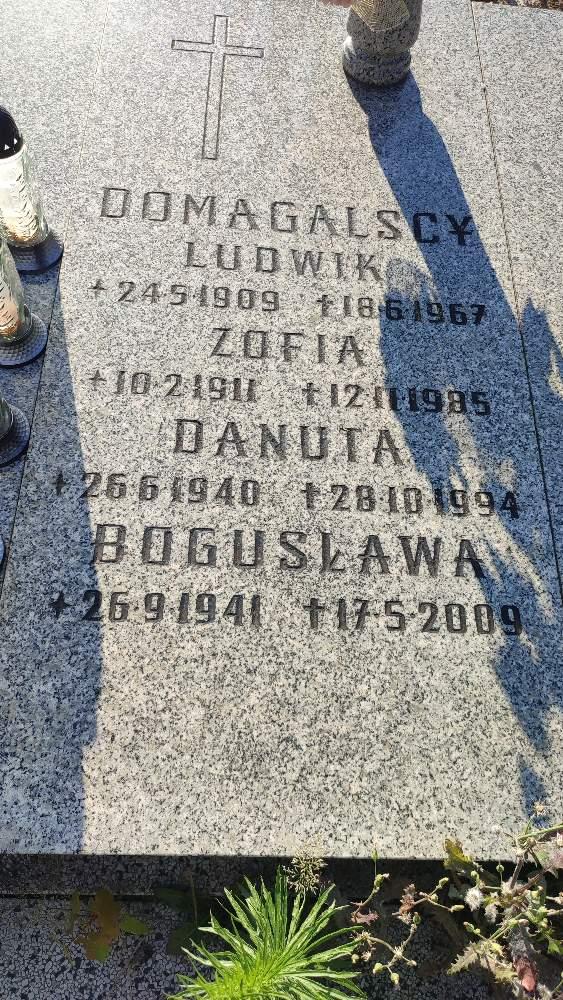 DOMAGALSCY
LUDWIK
*24·5·1909 †18·6·1967
ZOFIA
*10·2·1911 †12·11·1985
DANUTA
*26·6·1940 †28·10·1994
BOGUSŁAWA
*26·9·1941 †17·5·2009